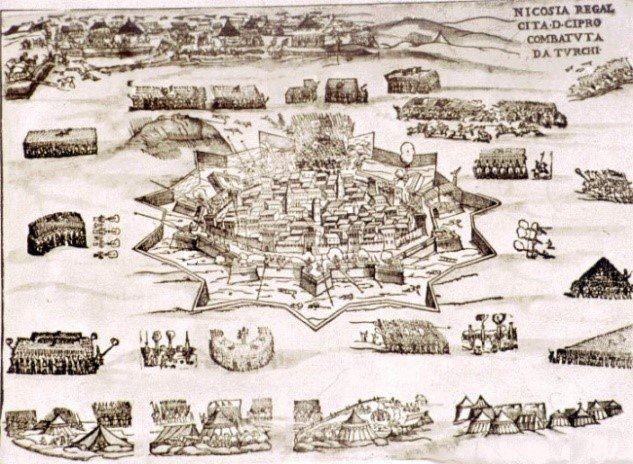 NICOSIA REGAL
CITA·D·CIPRO
COMBATVTA
DA TVRCHI·